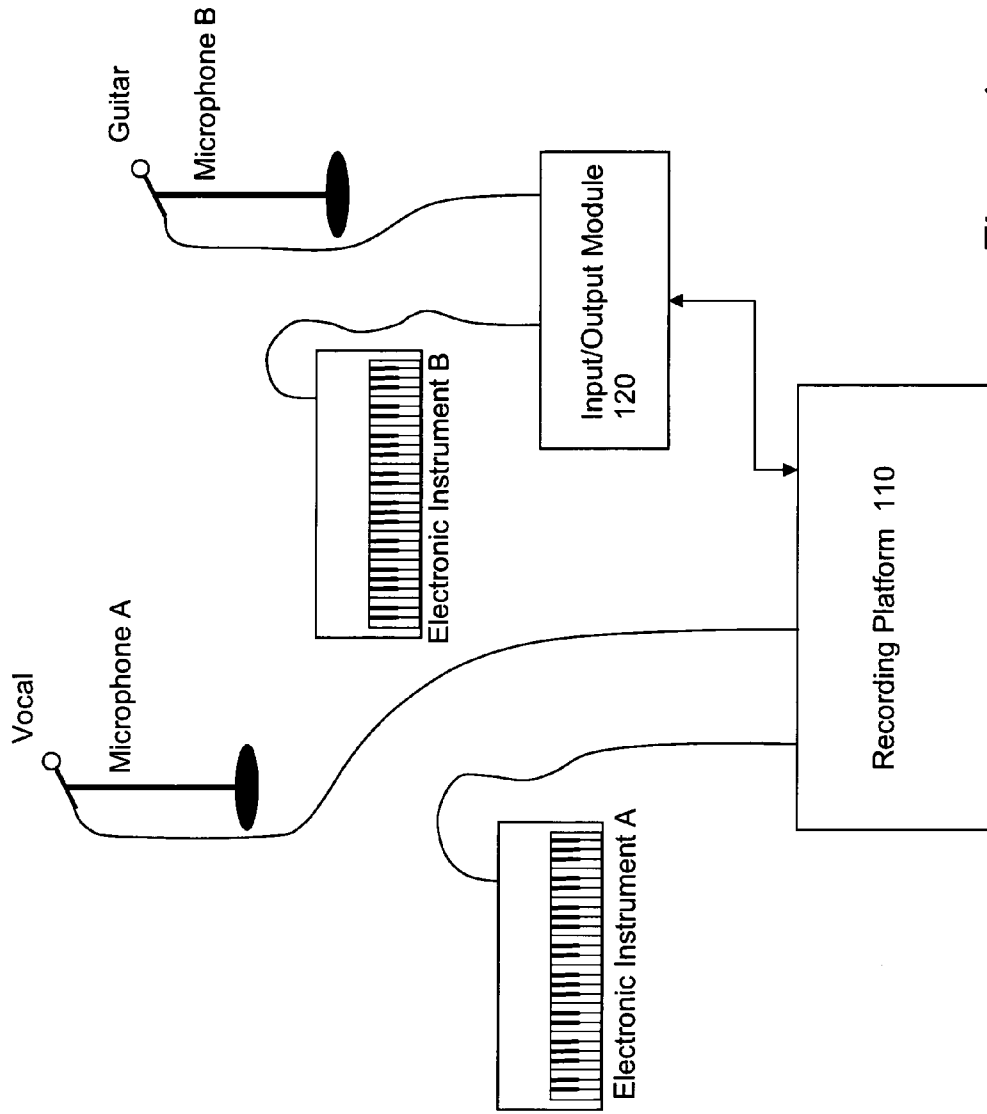 Vocal
Microphone A
Guitar
Microphone B
Electronic Instrument B
Input/Output Module
120
Electronic Instrument A
Recording Platform 110